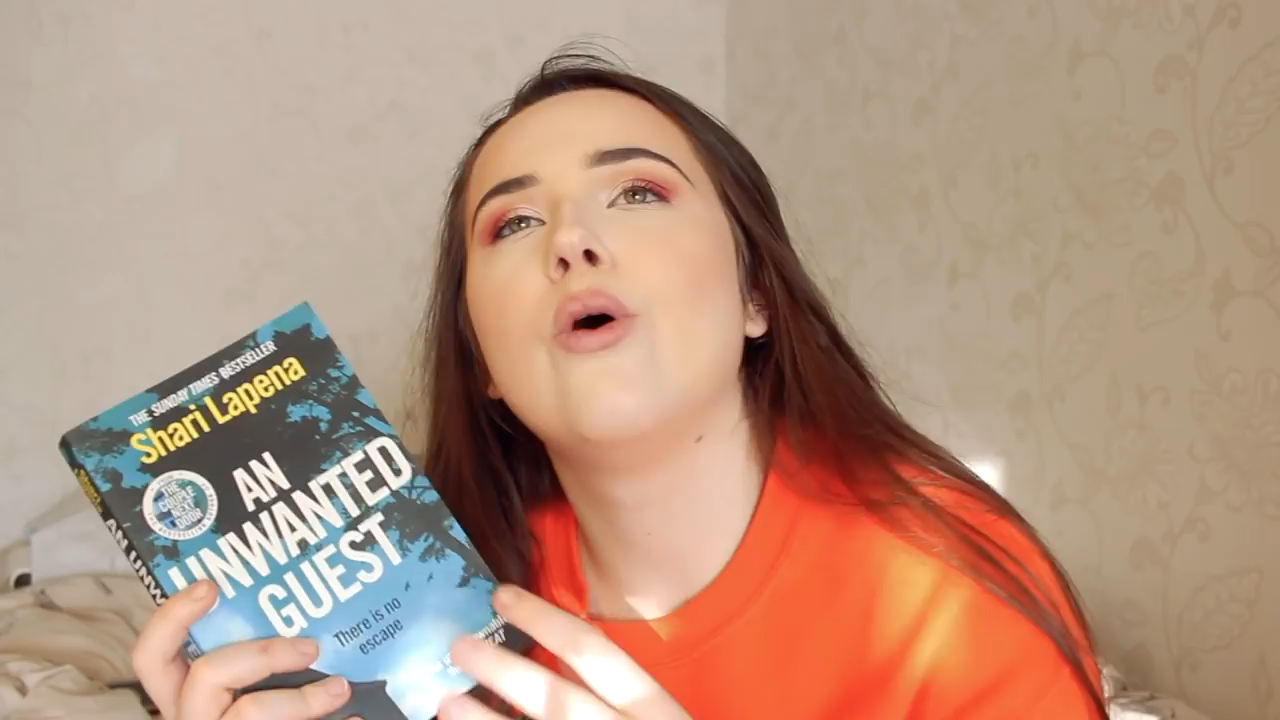 THE SUNDAY TIMES BESTSELLER
Shari Lapena
THE
COUPLE
NEXT
DOOR
AN
UNWANTED
GUEST
There is no
escape
AN UNW